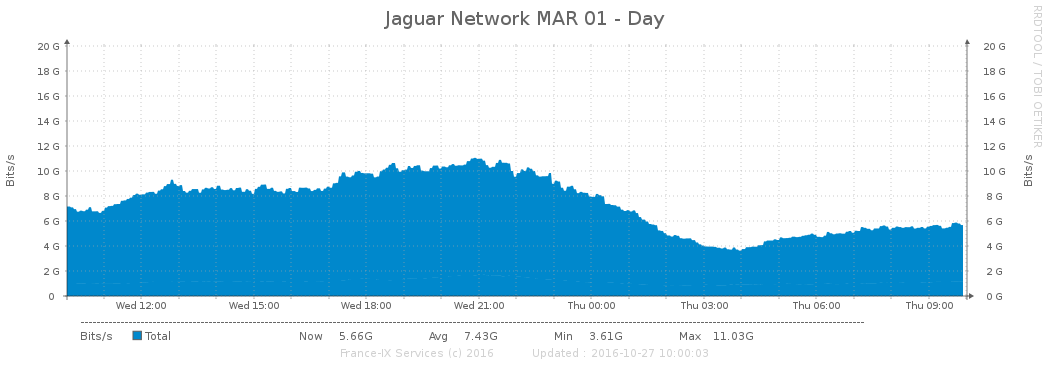 Jaguar Network MAR 01 - Day
RRDTOOL / TOBI OETIKER
Bits/s
20 G
18 G
16 G
14 G
12 G
10 G
8 G
6 G
4 G
2 G
0
20 G
18 G
16 G
14 G
12 G
10 G
8 G
6 G
4 G
2 G
0 G
Bits/s
Wed 12:00 Wed 15:00 Wed 18:00 Wed 21:00 Thu 00:00 Thu 03:00 Thu 06:00 Thu 09:00
Bits/s Total Now 5.66G Avg 7.43G Min 3.61G Max 11.03G
France-IX Services (c) 2016 Updated : 2016-10-27 10:00:03